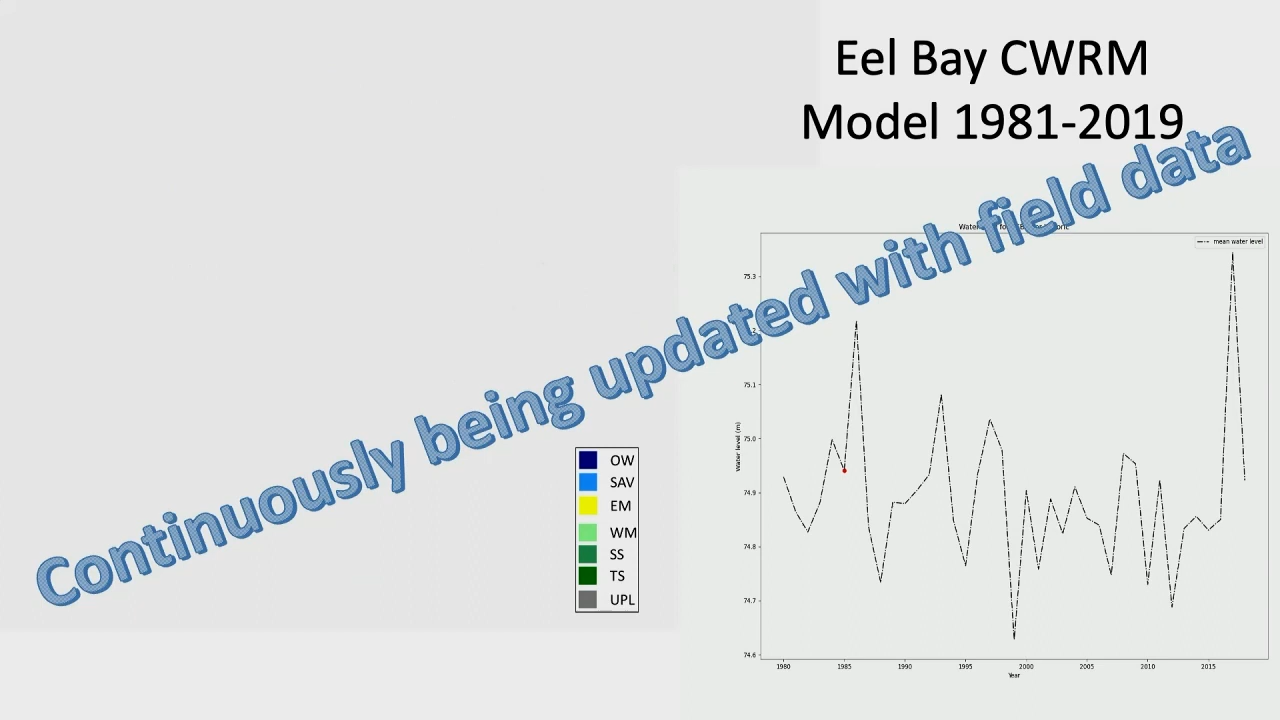 Eel Bay CWRM
Model 1981-2019
Continuously being updated with field data
mean water level
75.3
75.1
75.0
74.9
74.8
74.7
74.6
Water level (m)
1980 1985 1990 1995 2000 2005 2010 2015
Year
OW
SAV
EM
WM
SS
TS
UPL